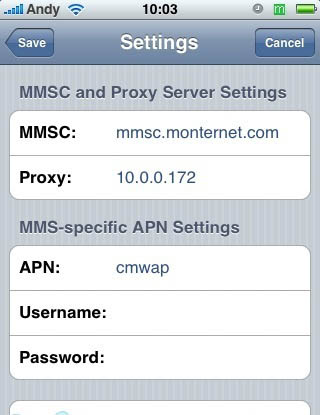 Andy 10:03 m
Save Settings Cancel
MMSC and Proxy Server Settings
MMSC: mmsc.monternet.com
Proxy: 10.0.0.172
MMS-specific APN Settings
APN: cmwap
Username:
Password: